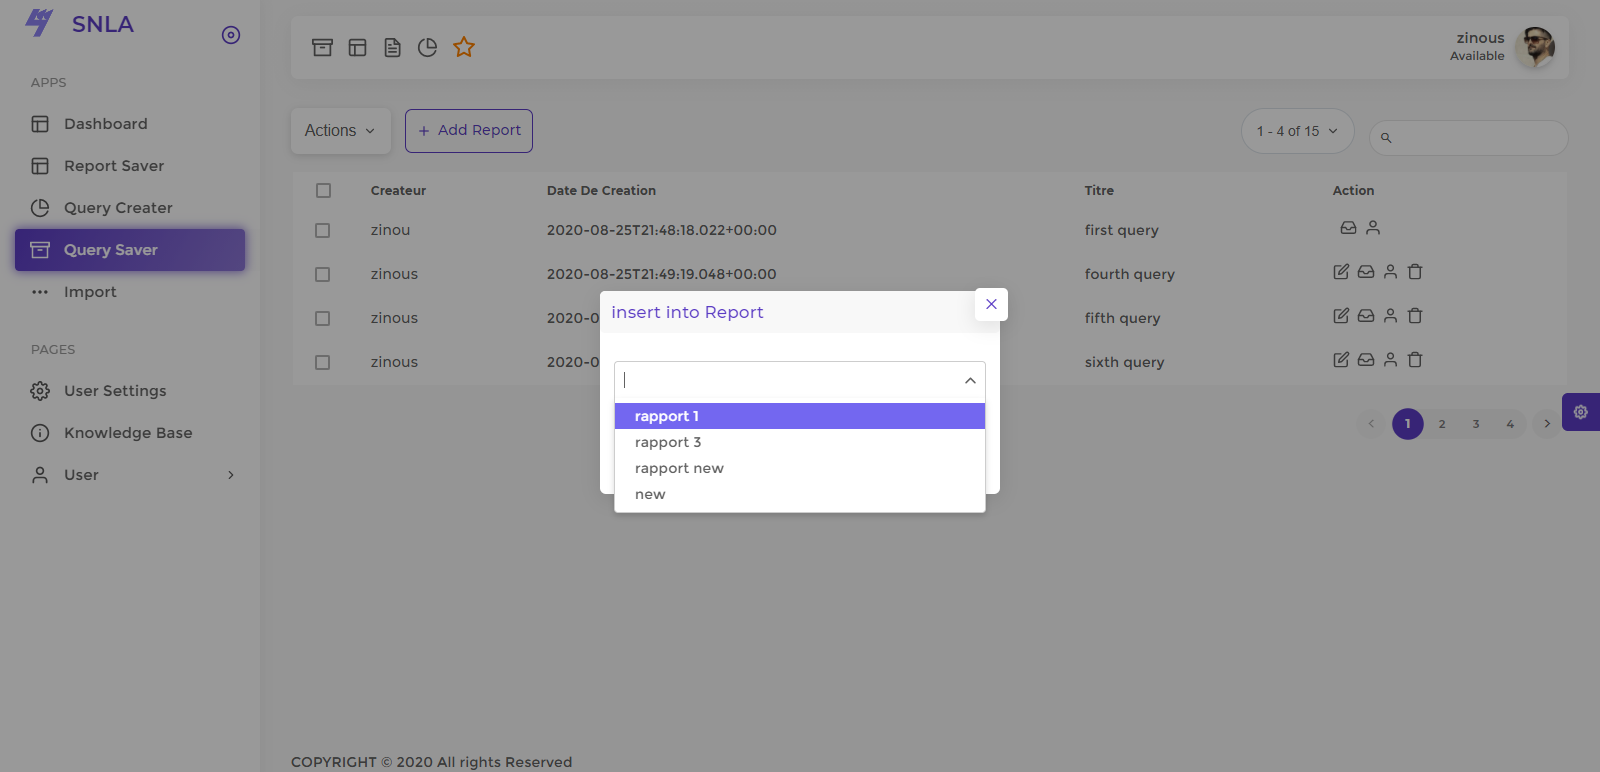 SNLA
zinous
Available
APPS
Dashboard
Report Saver
Query Creater
Query Saver
Import
PAGES
User Settings
Knowledge Base
User
Actions
+ Add Report
1 - 4 of 15
Createur Date De Creation Titre Action
zinou 2020-08-25T21:48:18.022+00:00 first query
zinous 2020-08-25T21:49:19.048+00:00 fourth query
zinous 2020-0 fifth query
zinous 2020-0 sixth query
insert into Report
rapport 1
rapport 3
rapport new
new
1 2 3 4
COPYRIGHT © 2020 All rights Reserved